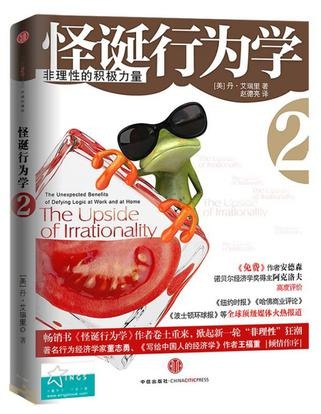 怪诞行为学
2
非理性的积极力量
[美] 丹·艾瑞里 著
赵德亮 译
The Unexpected Benefits
of Defying Logic at Work and at Home
The Upside
of Irrationality
《免费》作者安德森
诺贝尔经济学奖得主阿克洛夫
高度评价
《纽约时报》《哈佛商业评论》
《波士顿环球报》等全球顶级媒体火热报道
畅销书《怪诞行为学》作者卷土重来，掀起新一轮“非理性”狂潮
著名行为经济学家董志勇、《写给中国人的经济学》作者王福重 | 倾情作序 |
中信出版社·CHINACITICPRESS
怪诞行为学
2
[美] 丹·艾瑞里 著
中信出版社